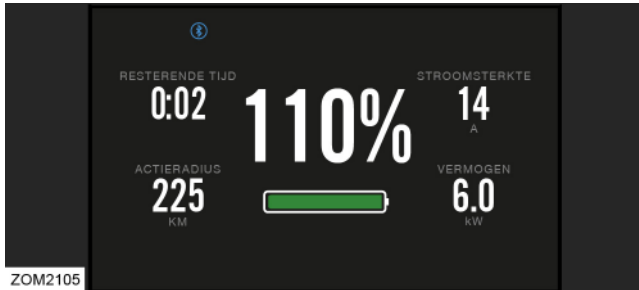 RESTERENDE TIJD
0:02
110%
STROOMSTERKTE
14
A
ACTIERADIUS
225
KM
VERMOGEN
6.0
kW
ZOM2105